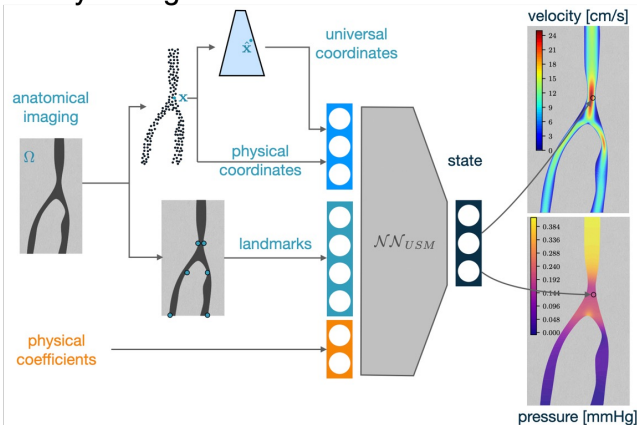 velocity [cm/s]
24
21
18
15
12
9
6
3
0
universal
coordinates
x̂
x
anatomical
imaging
Ω
physical
coordinates
state
landmarks
NN_USM
0.384
0.336
0.288
0.240
0.192
0.144
0.096
0.048
0.000
physical
coefficients
pressure [mmHg]